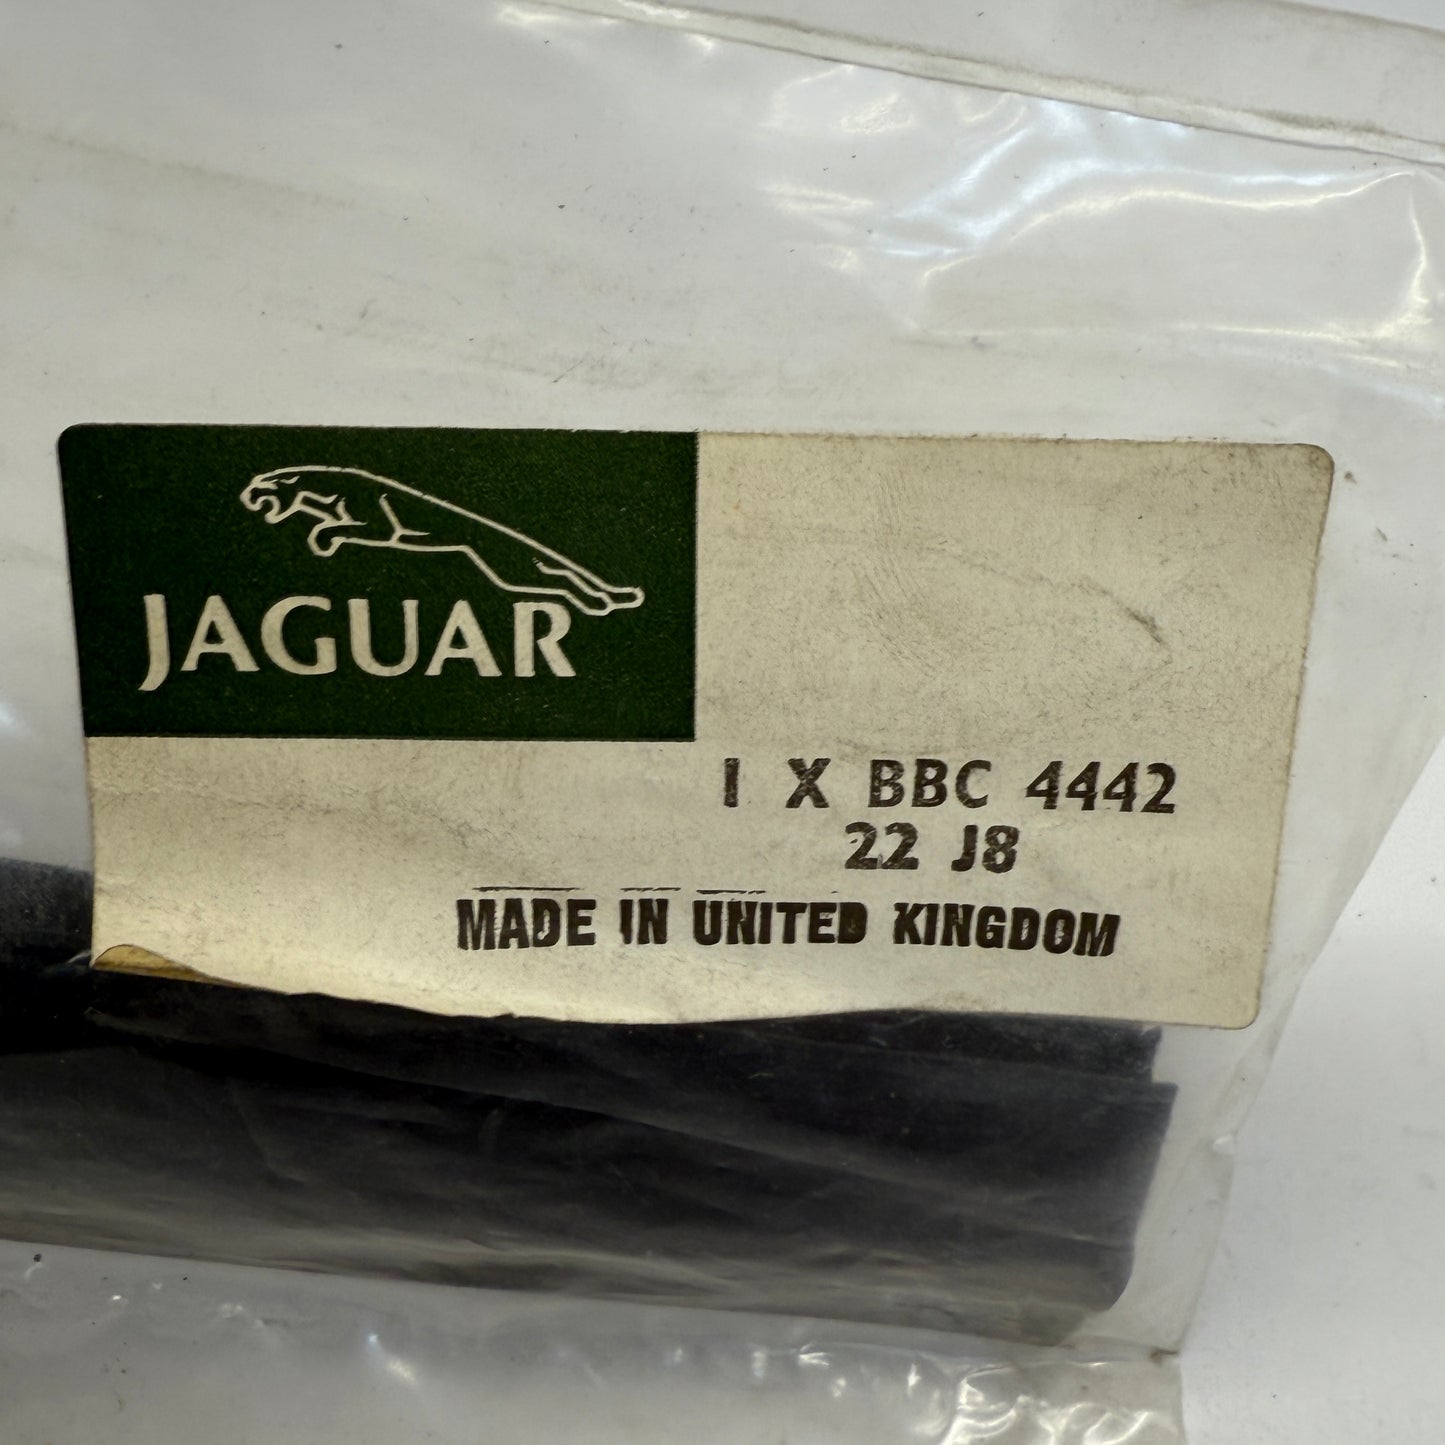 JAGUAR
1 X BBC 4442
22 J8
MADE IN UNITED KINGDOM